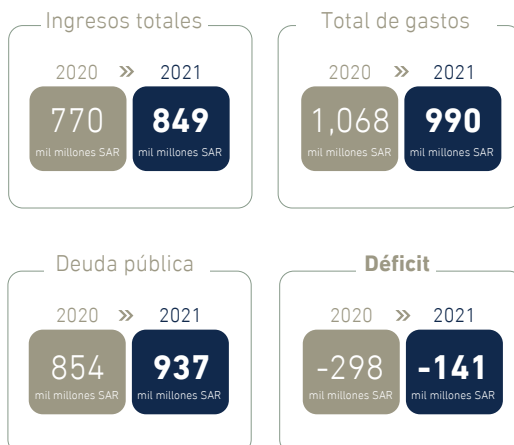 Ingresos totales
2020 » 2021
770 849
mil millones SAR mil millones SAR
Total de gastos
2020 » 2021
1,068 990
mil millones SAR mil millones SAR
Deuda pública
2020 » 2021
854 937
mil millones SAR mil millones SAR
Déficit
2020 » 2021
-298 -141
mil millones SAR mil millones SAR